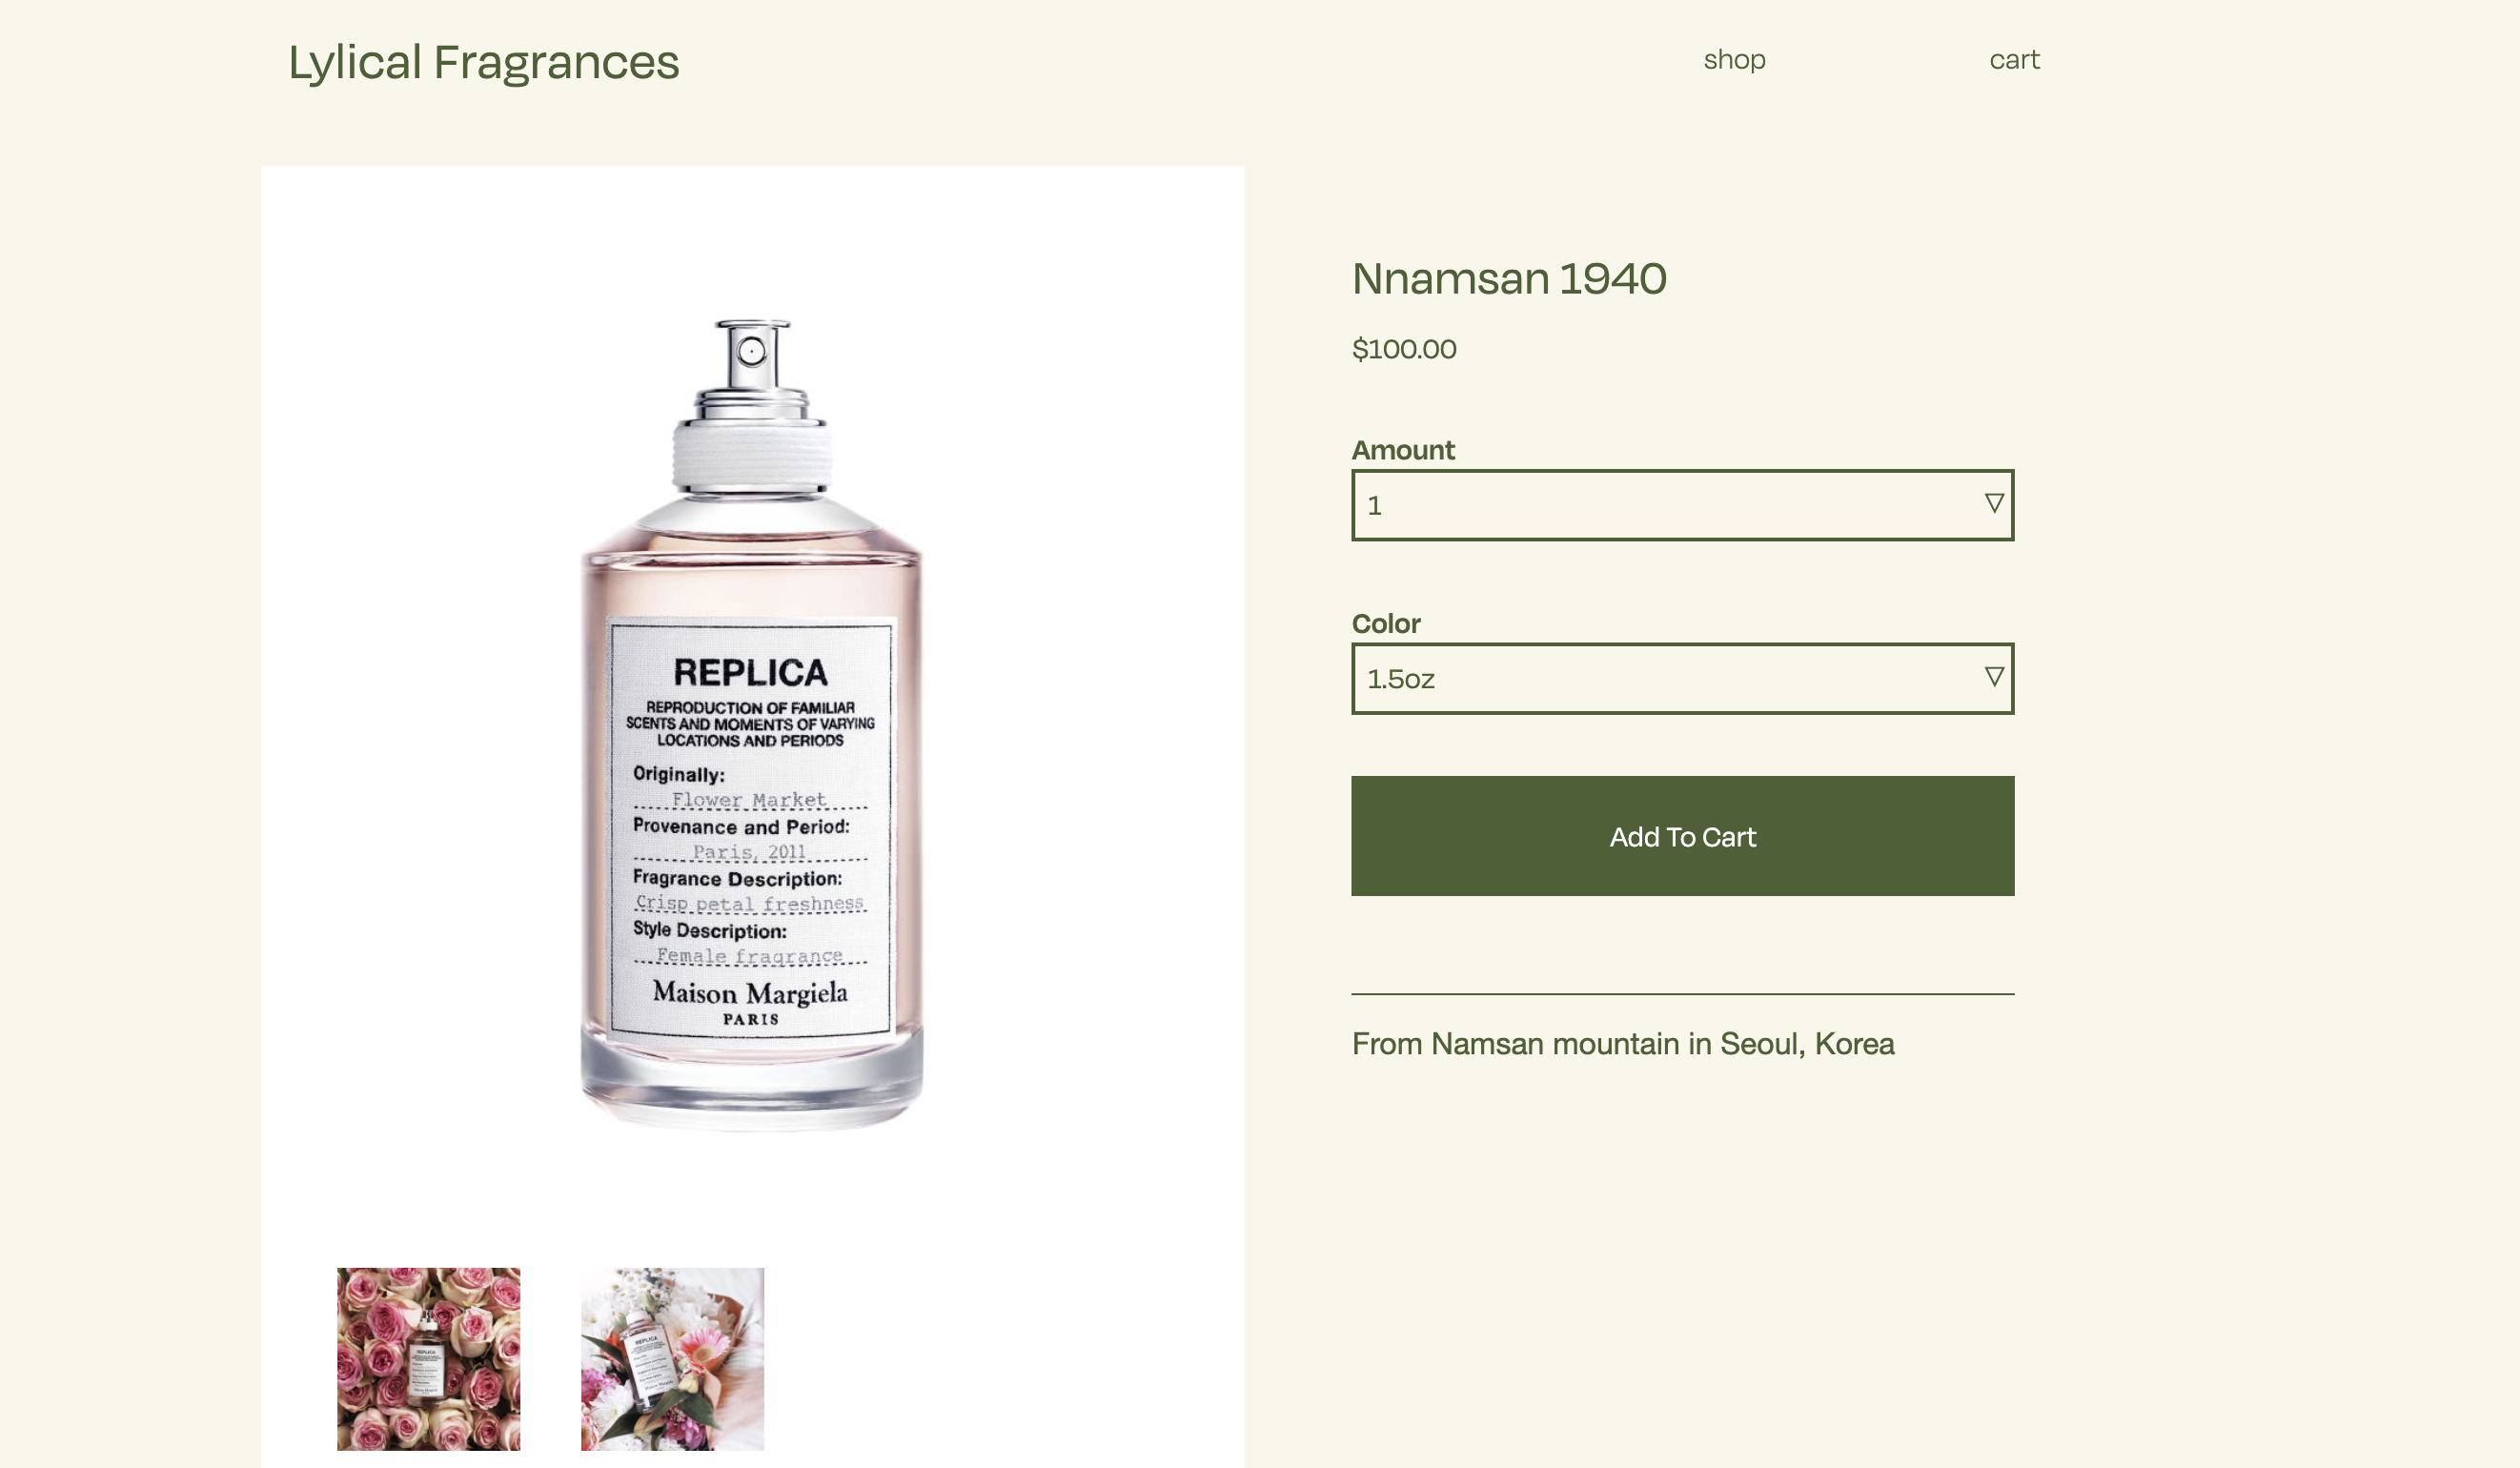 Lylical Fragrances
shop
cart
REPLICA
REPRODUCTION OF FAMILIAR
SCENTS AND MOMENTS OF VARYING
LOCATIONS AND PERIODS
Originally:
Flower Market
Provenance and Period:
Paris, 2011
Fragrance Description:
Crisp petal freshness
Style Description:
Female fragrance
Maison Margiela
PARIS
Nnamsan 1940
$100.00
Amount
1
Color
1.5oz
Add To Cart
From Namsan mountain in Seoul, Korea
REPLICA
REPLICA